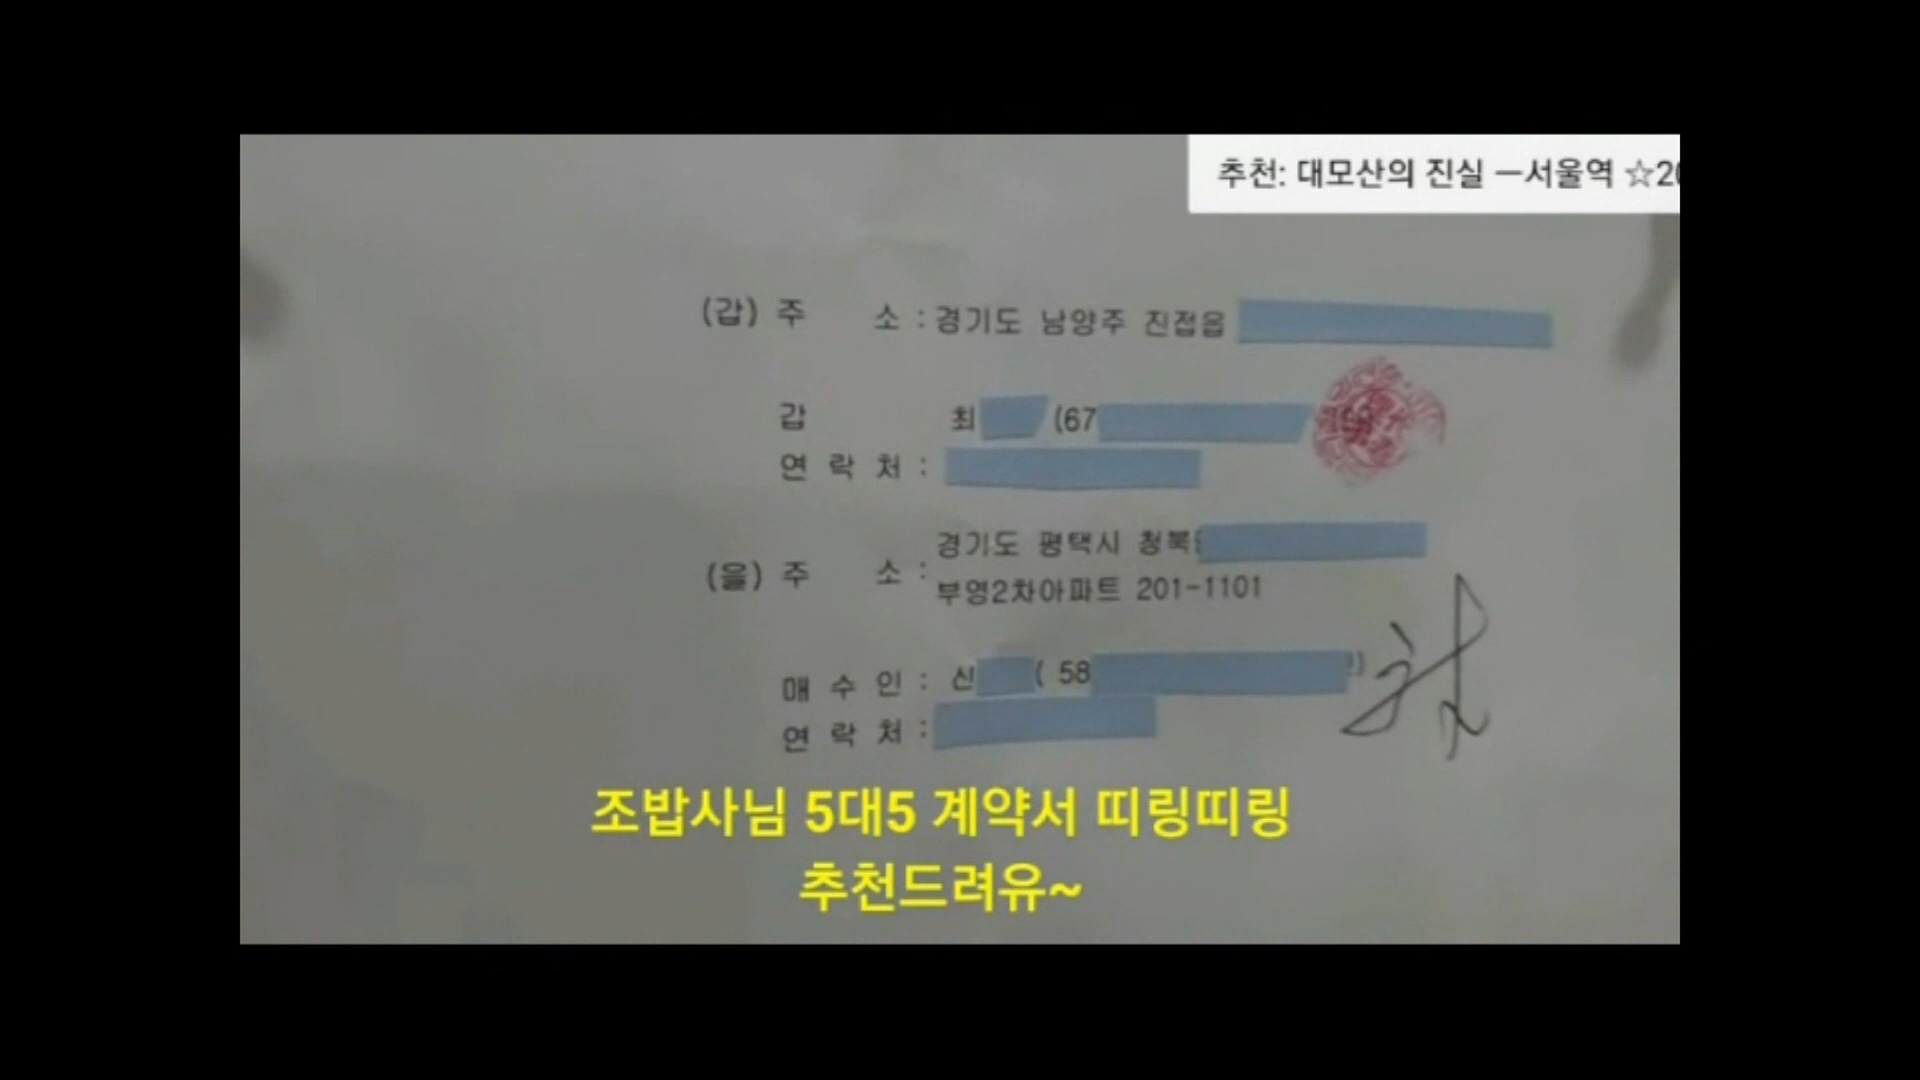 추천: 대모산의 진실 ㅡ서울역 ☆20
(갑) 주 소 : 경기도 남양주 진접읍
갑 최 (67
연 락 처 :
경기도 평택시 청북
(을) 주 소 :
부영2차아파트 201-1101
매 수 인 : 신 ( 58
연 락 처 :
조밥사님 5대5 계약서 띠링띠링
추천드려유~